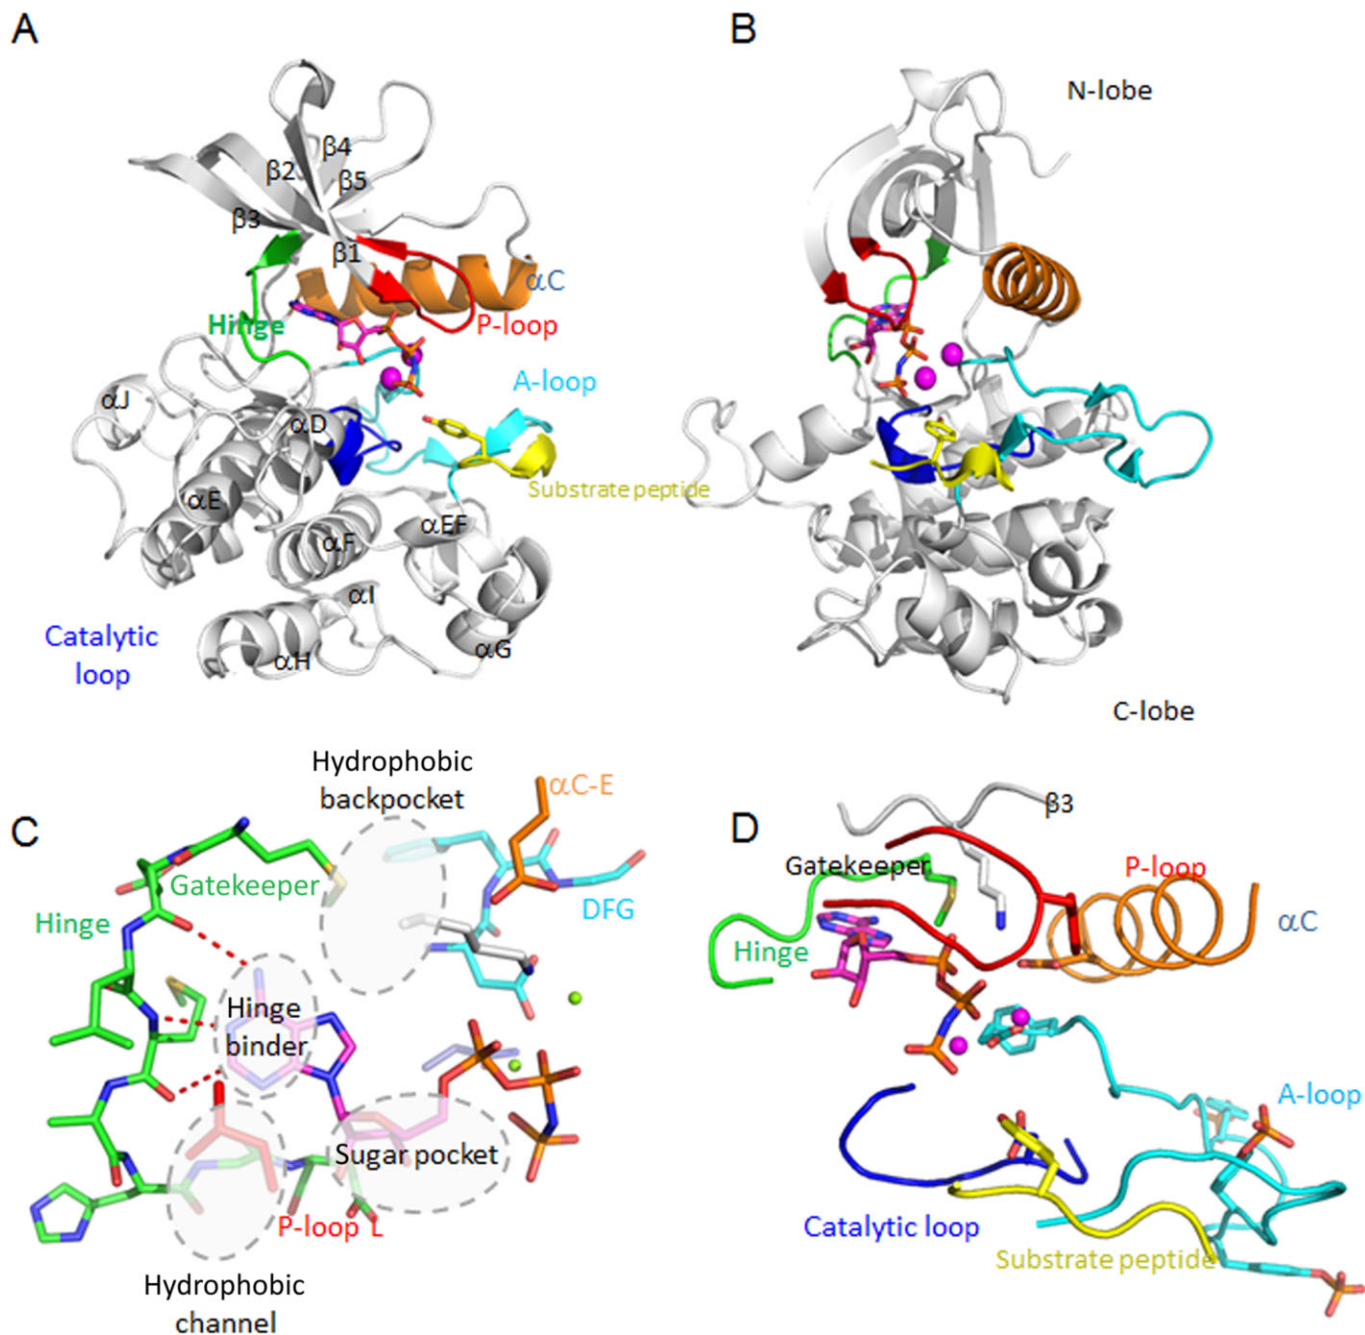 A
β4
β2
β5
β3
β1
αC
Hinge
P-loop
A-loop
αJ
αD
Substrate peptide
αE
αEF
αF
αI
Catalytic
loop
αH
αG
B
N-lobe
C-lobe
C
Hydrophobic
backpocket
αC-E
Gatekeeper
Hinge
DFG
Hinge
binder
Sugar pocket
P-loop L
Hydrophobic
channel
D
β3
Gatekeeper
P-loop
αC
Hinge
A-loop
Catalytic loop
Substrate peptide